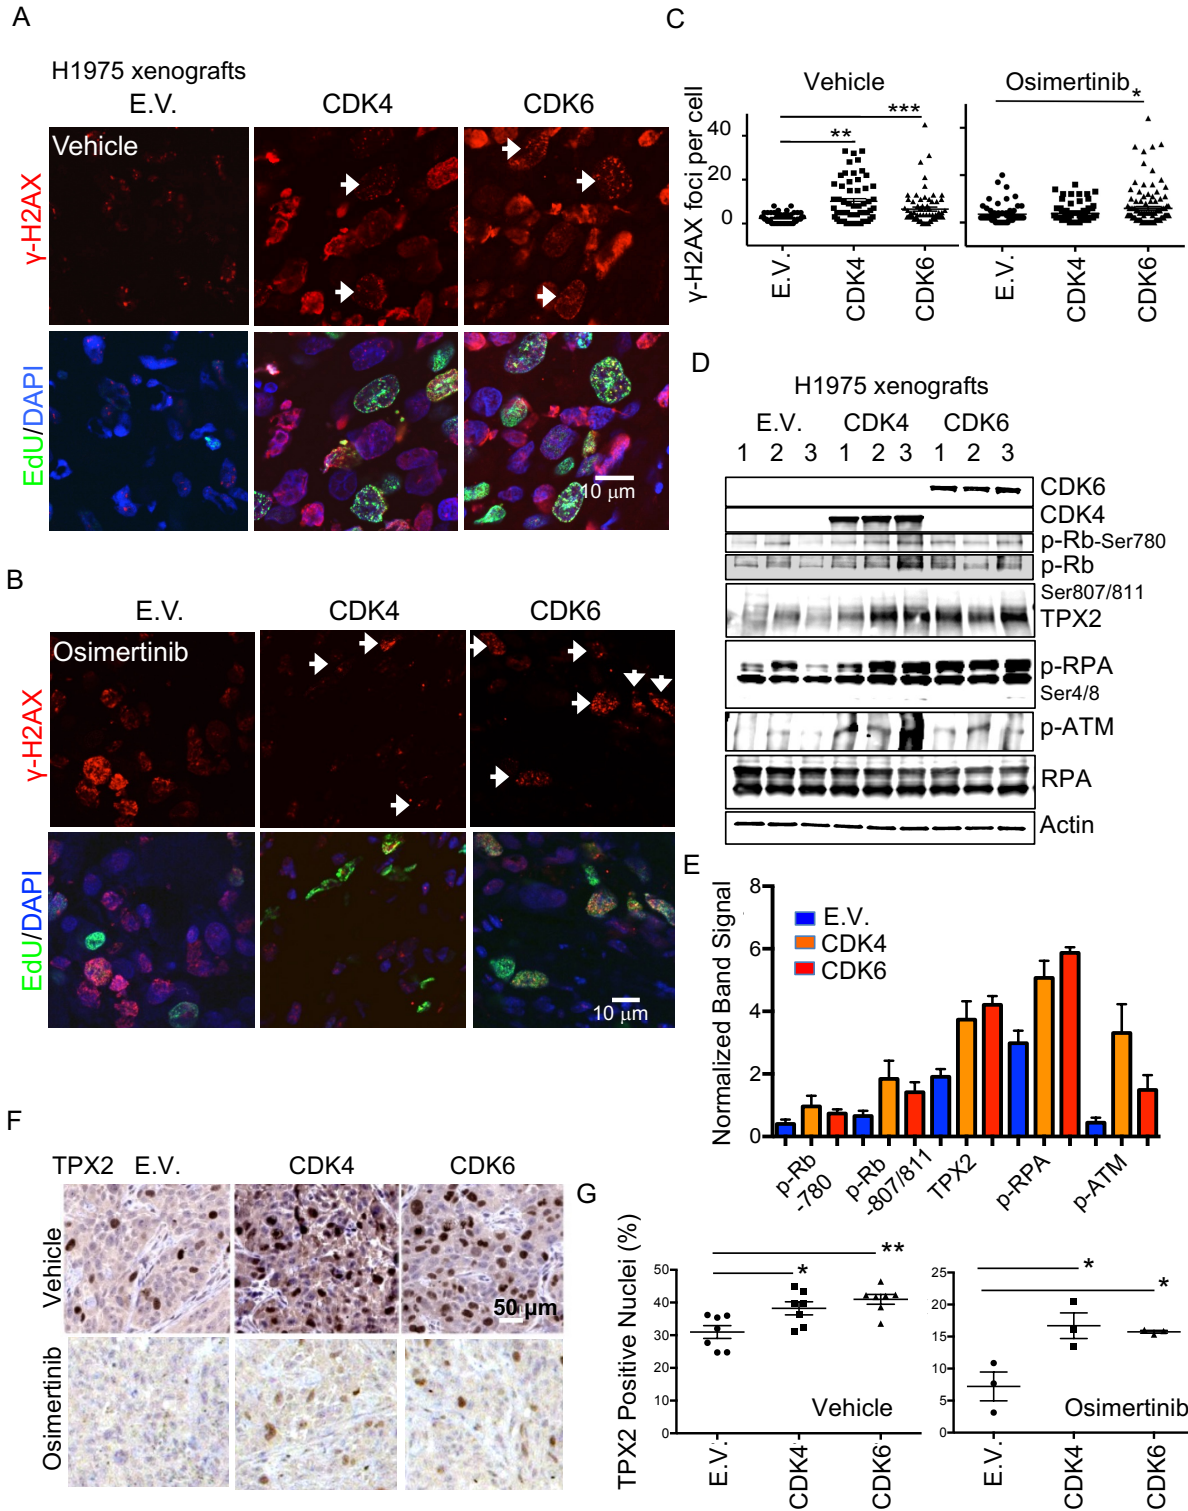 A
H1975 xenografts
E.V. CDK4 CDK6
Vehicle
γ-H2AX
EdU/DAPI
10 μm
B
E.V. CDK4 CDK6
Osimertinib
γ-H2AX
EdU/DAPI
10 μm
C
Vehicle Osimertinib
γ-H2AX foci per cell
40
20
0
** *** *
E.V. CDK4 CDK6 E.V. CDK4 CDK6
D
H1975 xenografts
E.V. CDK4 CDK6
1 2 3 1 2 3 1 2 3
CDK6
CDK4
p-Rb-Ser780
p-Rb
Ser807/811
TPX2
p-RPA
Ser4/8
p-ATM
RPA
Actin
E
Normalized Band Signal
8
6
4
2
0
E.V.
CDK4
CDK6
p-Rb
-780
p-Rb
-807/811
TPX2
p-RPA
p-ATM
F
TPX2 E.V. CDK4 CDK6
Vehicle
50 μm
Osimertinib
G
TPX2 Positive Nuclei (%)
50
40
30
20
10
0
* **
Vehicle
E.V. CDK4 CDK6
25
20
15
10
5
0
* *
Osimertinib
E.V. CDK4 CDK6